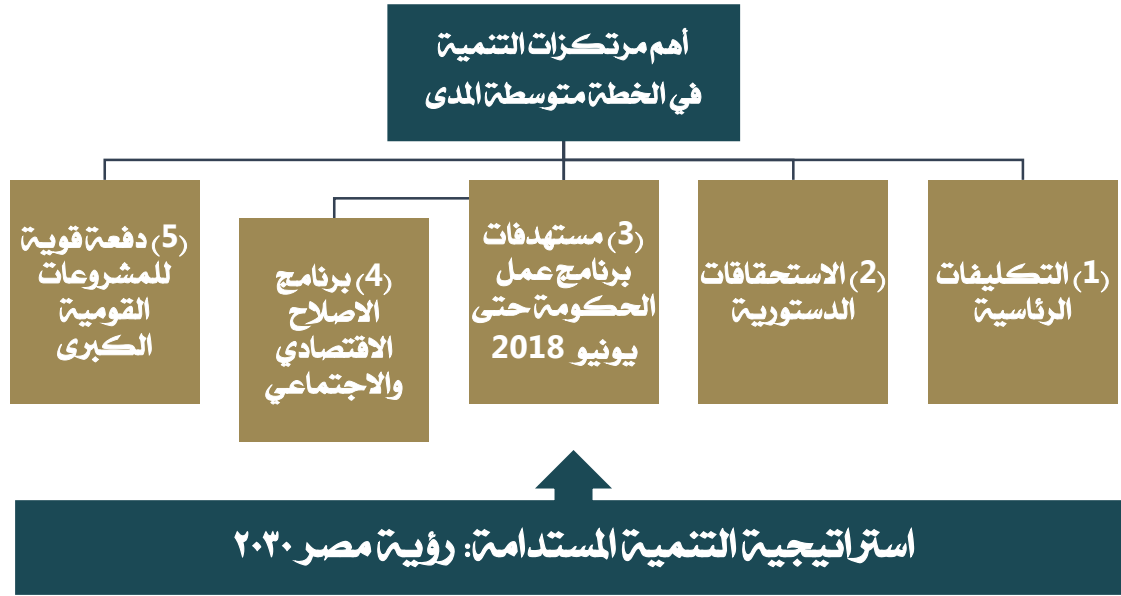 أهم مرتكزات التنمية
في الخطة متوسطة المدى
(1) التكليفات
الرئاسية
(2) الاستحقاقات
الدستورية
(3) مستهدفات
برنامج عمل
الحكومة حتى
يونيو 2018
(4) برنامج
الاصلاح
الاقتصادي
والاجتماعي
(5) دفعة قوية
للمشروعات
القومية
الكبرى
استراتيجية التنمية المستدامة: رؤية مصر ٢٠٣٠